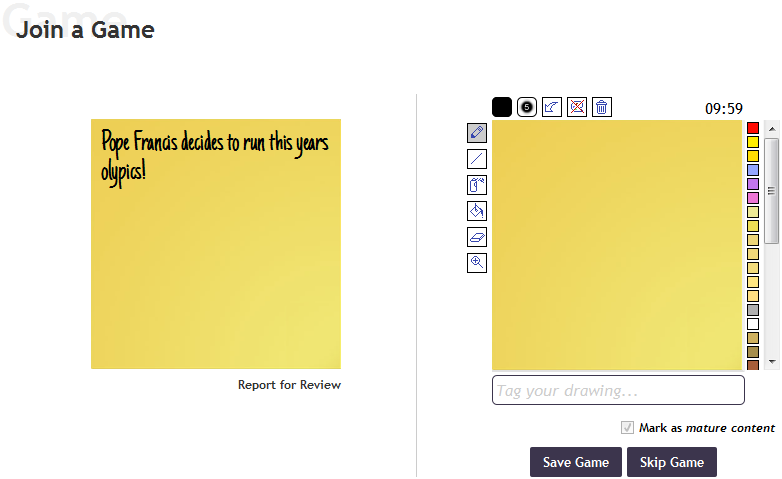 Game
Join a Game
Pope Francis decides to run this years
olypics!
Report for Review
5
09:59
Tag your drawing...
Mark as mature content
Save Game
Skip Game